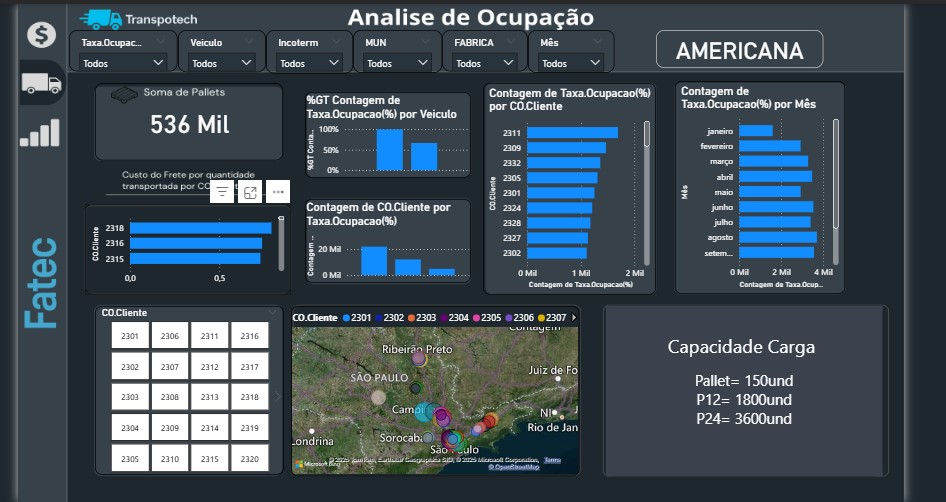 Transpotech
Analise de Ocupação
Taxa.Ocupac...
Todos
Veiculo
Todos
Incoterm
Todos
MUN
Todos
FABRICA
Todos
Mês
Todos
AMERICANA
Soma de Pallets
536 Mil
Custo do Frete por quantidade
transportada por CO
CO.Cliente
2318
2316
2315
0,0
0,5
%GT Contagem de
Taxa.Ocupacao(%) por Veiculo
%GT Conta...
100%
50%
0%
Contagem de CO.Cliente por
Taxa.Ocupacao(%)
Contagem ...
20 Mil
0 Mil
Contagem de Taxa.Ocupacao(%)
por CO.Cliente
CO.Cliente
2311
2309
2332
2305
2301
2324
2328
2327
2302
0 Mil
1 Mil
2 Mil
Contagem de Taxa.Ocupacao(%)
Contagem de
Taxa.Ocupacao(%) por Mês
Mês
janeiro
fevereiro
março
abril
maio
junho
julho
agosto
setem...
0 Mil
2 Mil
4 Mil
Contagem de Taxa.Ocup...
Fatec
CO.Cliente
2301 2306 2311 2316
2302 2307 2312 2317
2303 2308 2313 2318
2304 2309 2314 2319
2305 2310 2315 2320
CO.Cliente 2301 2302 2303 2304 2305 2306 2307
Contagem
Ribeirão Preto
Juiz de Fo
SÃO PAULO
Campi
NI
Rio de Jan
Londrina
Sorocaba
São Paulo
Microsoft Bing
© 2025 TomTom, Earthstar Geographics SIO, © 2025 Microsoft Corporation, Terms
© OpenStreetMap
Capacidade Carga
Pallet= 150und
P12= 1800und
P24= 3600und